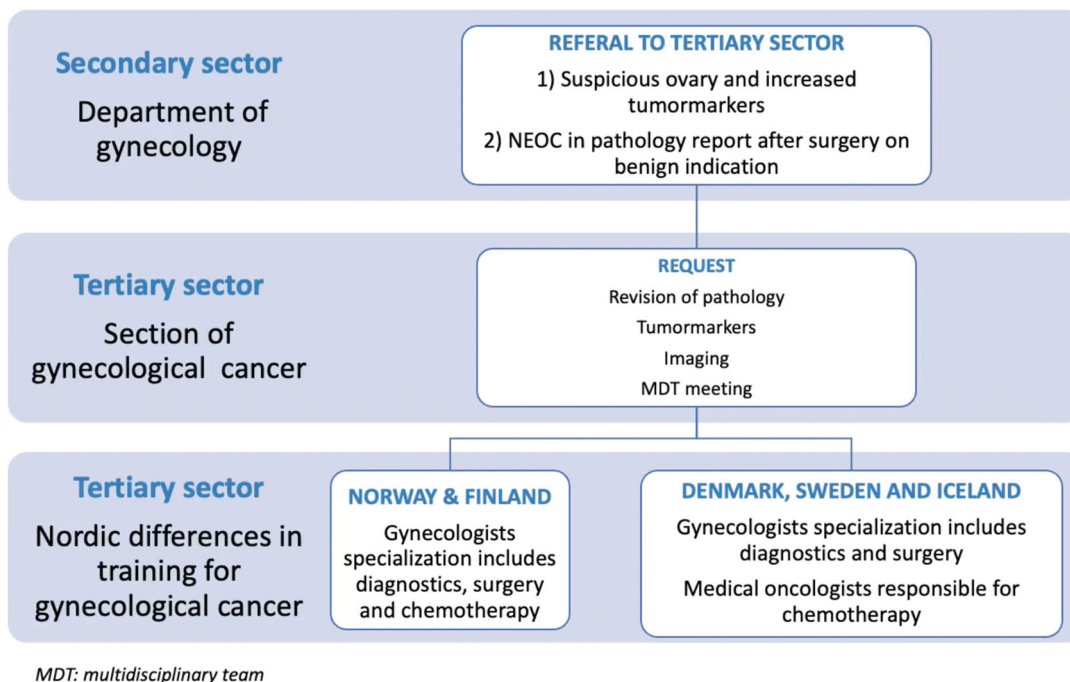 Secondary sector
Department of
gynecology
REFERAL TO TERTIARY SECTOR
1) Suspicious ovary and increased
tumormarkers
2) NEOC in pathology report after surgery on
benign indication
Tertiary sector
Section of
gynecological cancer
REQUEST
Revision of pathology
Tumormarkers
Imaging
MDT meeting
Tertiary sector
Nordic differences in
training for
gynecological cancer
NORWAY & FINLAND
Gynecologists
specialization includes
diagnostics, surgery
and chemotherapy
DENMARK, SWEDEN AND ICELAND
Gynecologists specialization includes
diagnostics and surgery
Medical oncologists responsible for
chemotherapy
MDT: multidisciplinary team